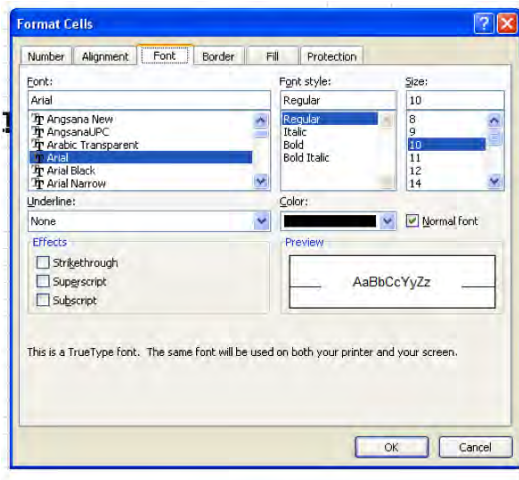 Format Cells
Number Alignment Font Border Fill Protection
Font: Font style: Size:
Arial Regular 10
Angsana New Regular 8
AngsanaUPC Italic 9
Arabic Transparent Bold 10
Arial Bold Italic 11
Arial Black 12
Arial Narrow 14
Underline: Color:
None Normal font
Effects Preview
Strikethrough
Superscript AaBbCcYyZz
Subscript
This is a TrueType font. The same font will be used on both your printer and your screen.
OK Cancel